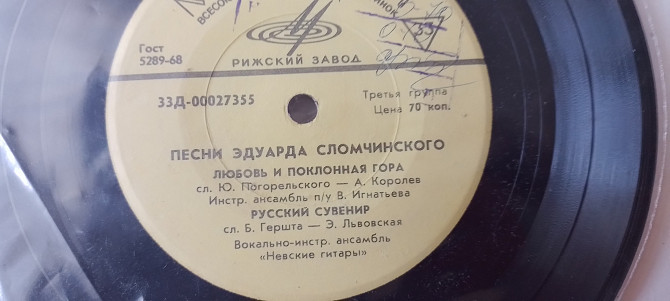 Гост
5289-68
РИЖСКИЙ ЗАВОД
33
33Д-00027355
Третья группа
Цена 70 коп.
ПЕСНИ ЭДУАРДА СЛОМЧИНСКОГО
ЛЮБОВЬ И ПОКЛОННАЯ ГОРА
сл. Ю. Погорельского — А. Королев
Инстр. ансамбль п/у В. Игнатьева
РУССКИЙ СУВЕНИР
сл. Б. Гершта — Э. Львовская
Вокально-инстр. ансамбль
«Невские гитары»